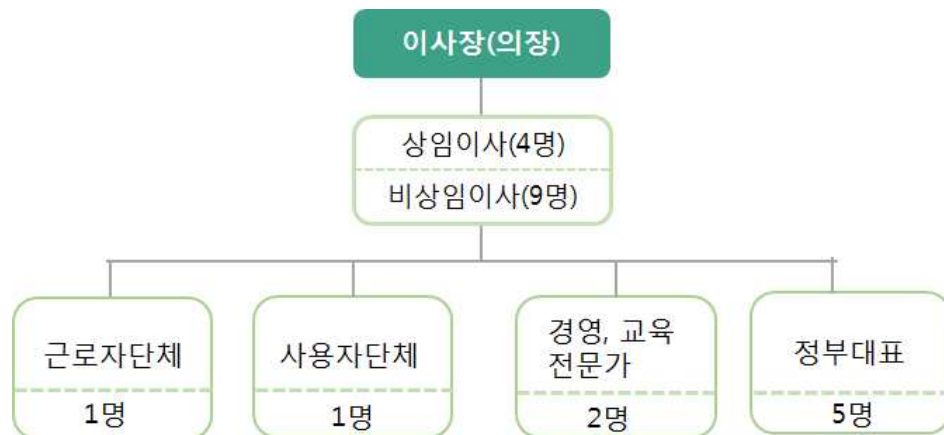 이사장(의장)
상임이사(4명)
비상임이사(9명)
근로자단체
1명
사용자단체
1명
경영, 교육
전문가
2명
정부대표
5명